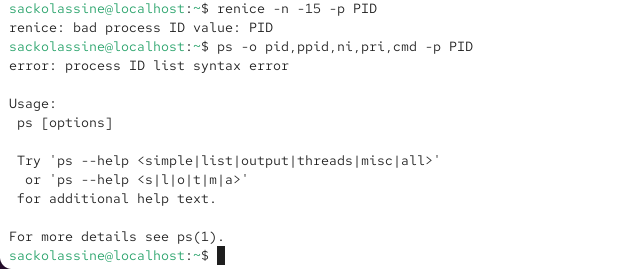 sackolassine@localhost:~$ renice -n -15 -p PID
renice: bad process ID value: PID
sackolassine@localhost:~$ ps -o pid,ppid,ni,pri,cmd -p PID
error: process ID list syntax error

Usage:
 ps [options]

 Try 'ps --help <simple|list|output|threads|misc|all>'
  or 'ps --help <s|l|o|t|m|a>'
 for additional help text.

For more details see ps(1).
sackolassine@localhost:~$